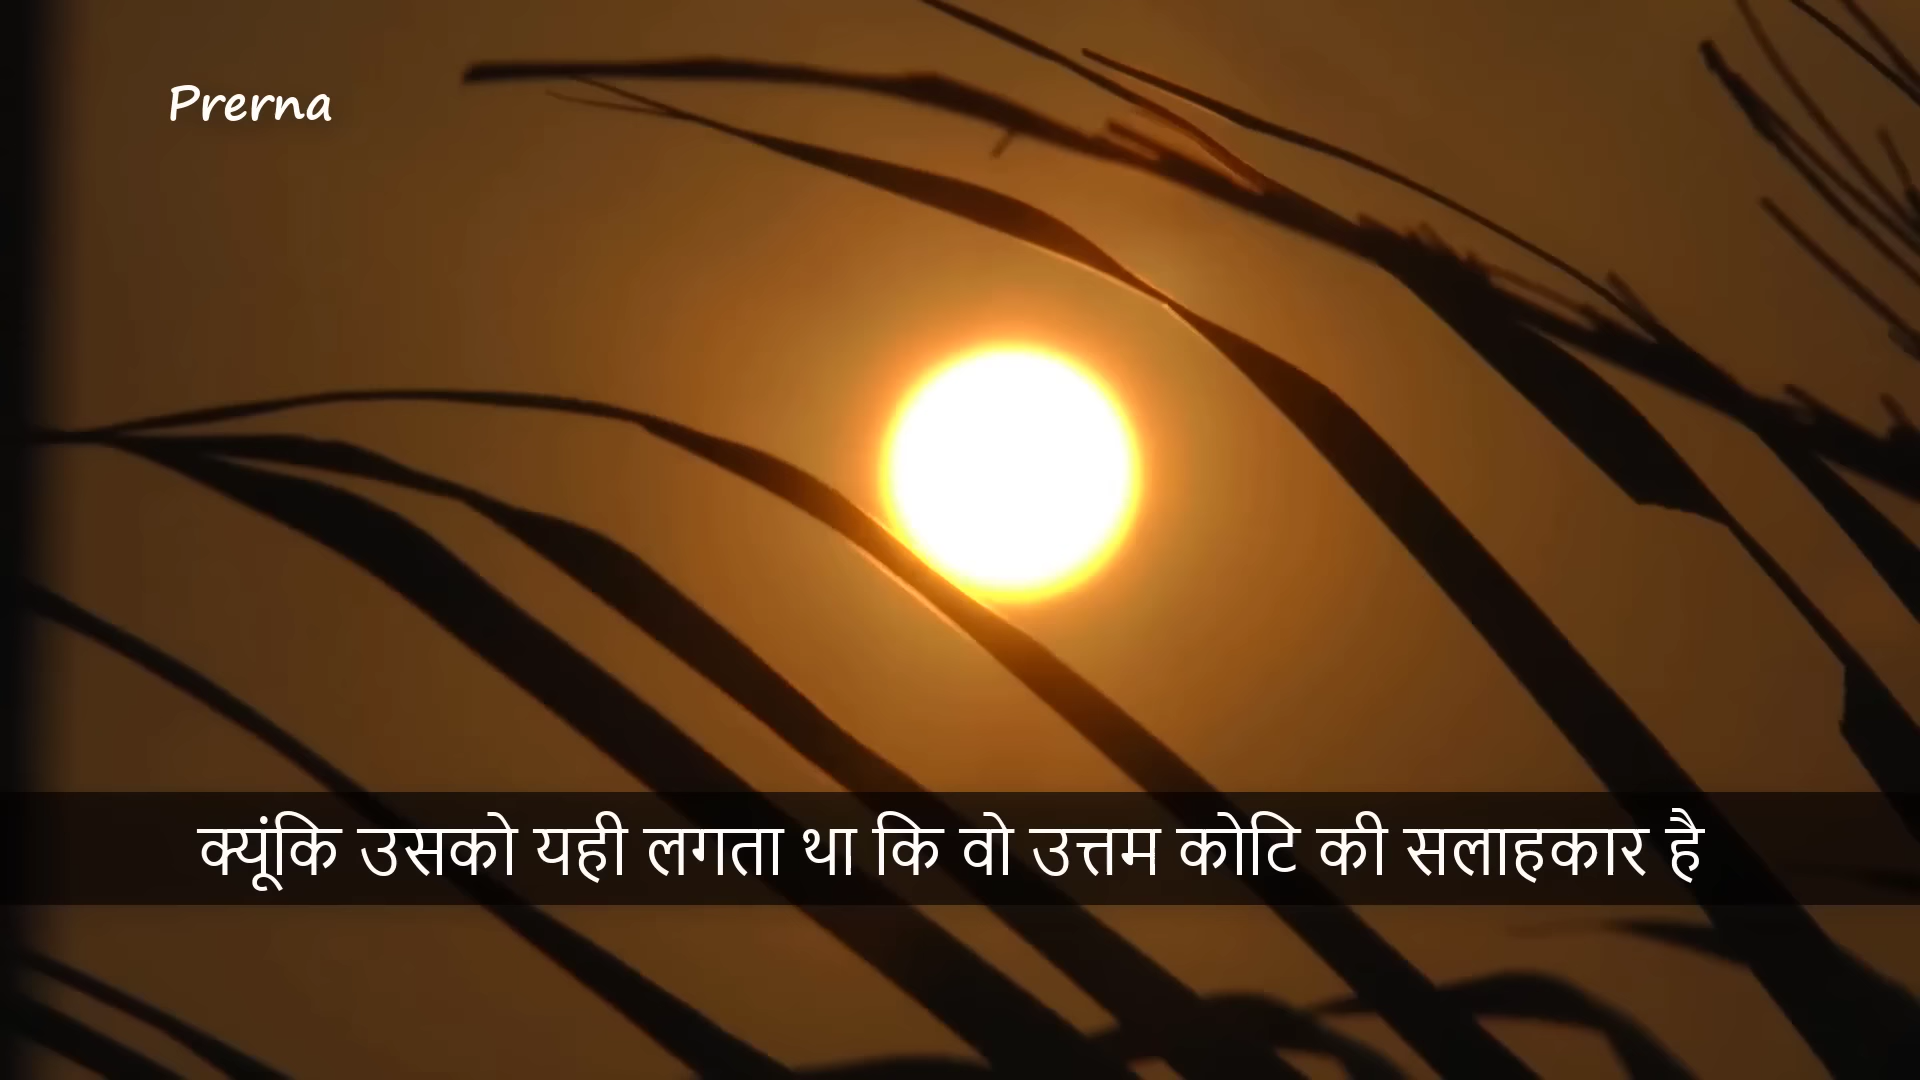 Prerna
क्यूंकि उसको यही लगता था कि वो उत्तम कोटि की सलाहकार है